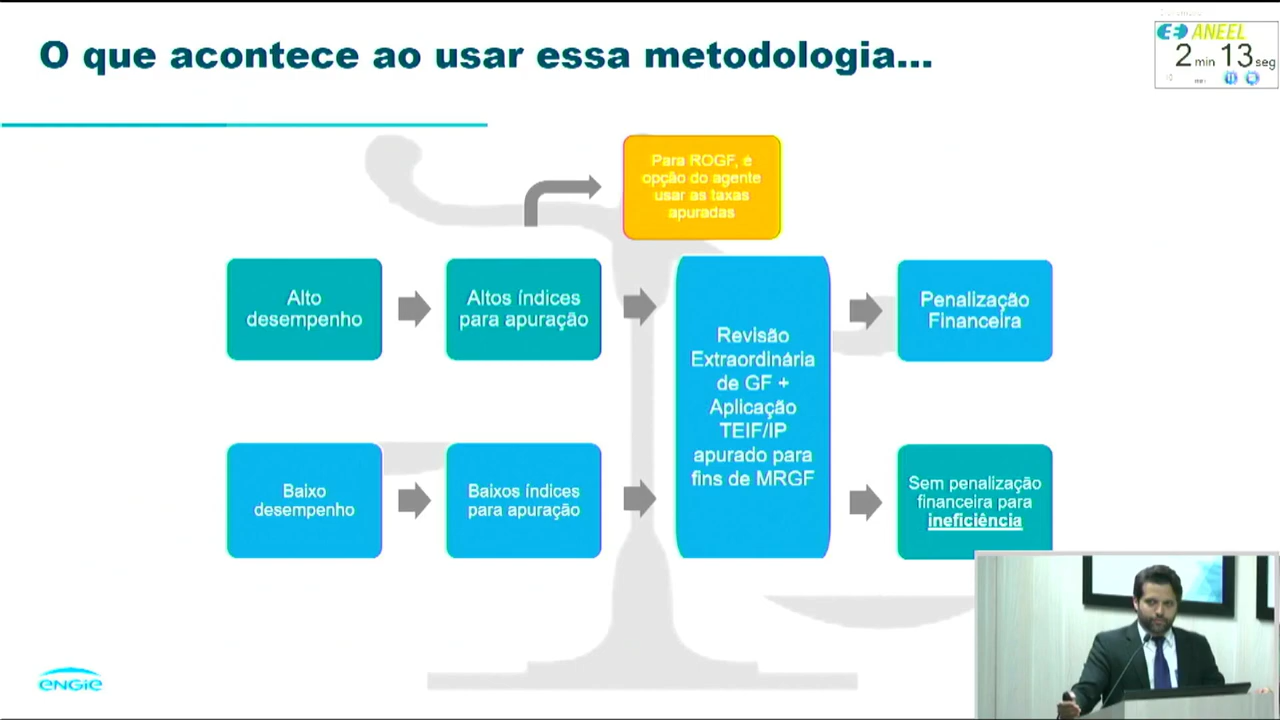 O que acontece ao usar essa metodologia...
ANEEL
2 min 13 seg
Para ROGF, é
opção do agente
usar as taxas
apuradas
Alto
desempenho
Altos índices
para apuração
Revisão
Extraordinária
de GF +
Aplicação
TEIF/IP
apurado para
fins de MRGF
Penalização
Financeira
Baixo
desempenho
Baixos índices
para apuração
Sem penalização
financeira para
ineficiência
ENGIE